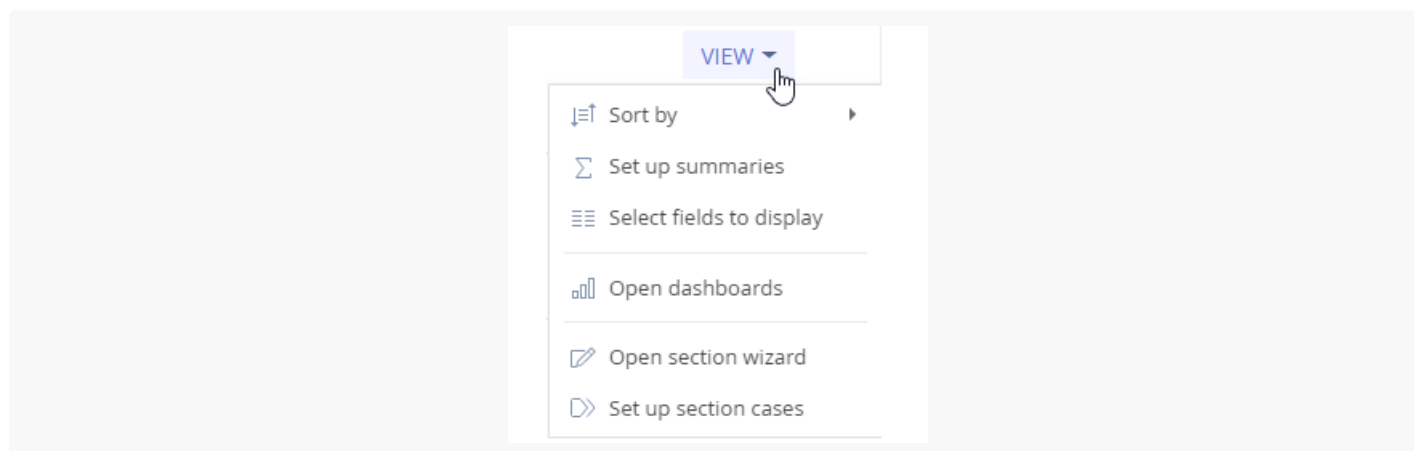 VIEW
Sort by
Set up summaries
Select fields to display
Open dashboards
Open section wizard
Set up section cases